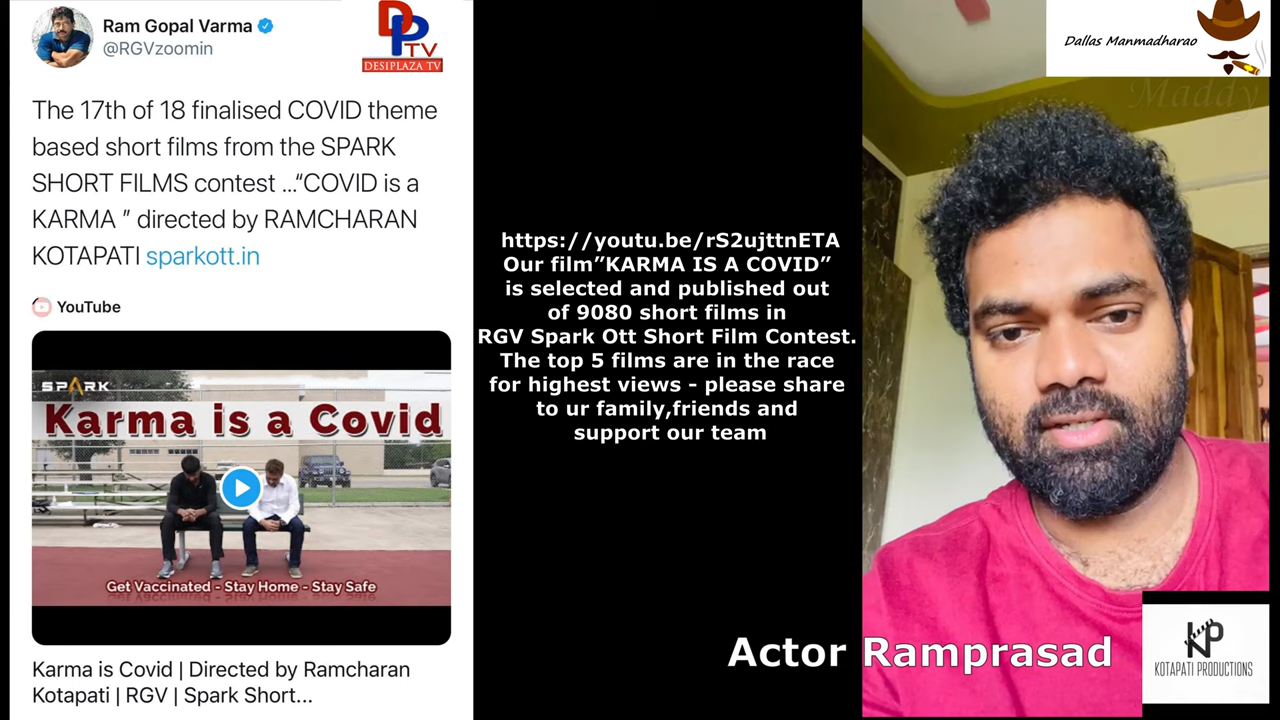 Ram Gopal Varma
@RGVzoomin
DPTV
DESIPLAZA TV
The 17th of 18 finalised COVID theme
based short films from the SPARK
SHORT FILMS contest ...“COVID is a
KARMA ” directed by RAMCHARAN
KOTAPATI sparkott.in
YouTube
SPARK
Karma is a Covid
Get Vaccinated - Stay Home - Stay Safe
Karma is Covid | Directed by Ramcharan
Kotapati | RGV | Spark Short...
https://youtu.be/rS2ujttnETA
Our film”KARMA IS A COVID”
is selected and published out
of 9080 short films in
RGV Spark Ott Short Film Contest.
The top 5 films are in the race
for highest views - please share
to ur family,friends and
support our team
Dallas Manmadharao
Maddy
Actor Ramprasad
KP
KOTAPATI PRODUCTIONS